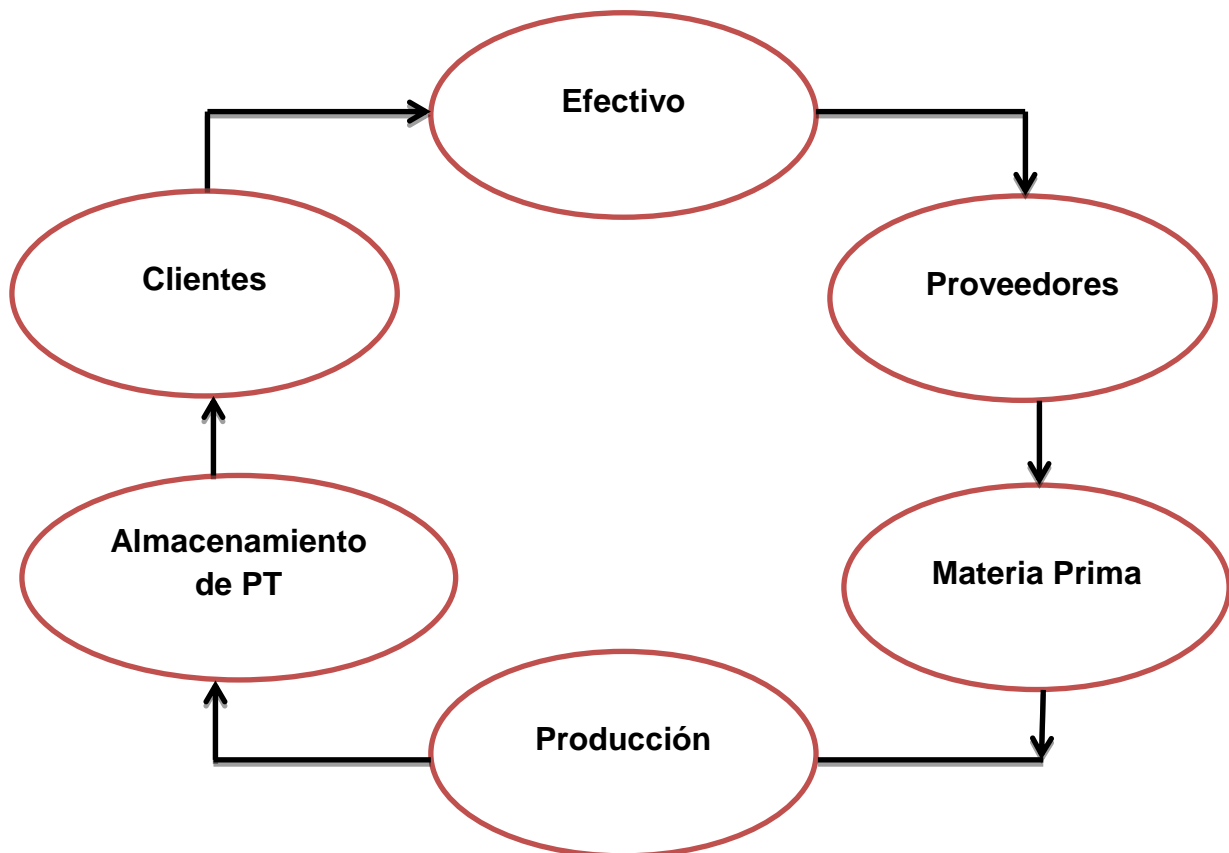 Efectivo
Clientes
Proveedores
Almacenamiento
de PT
Materia Prima
Producción